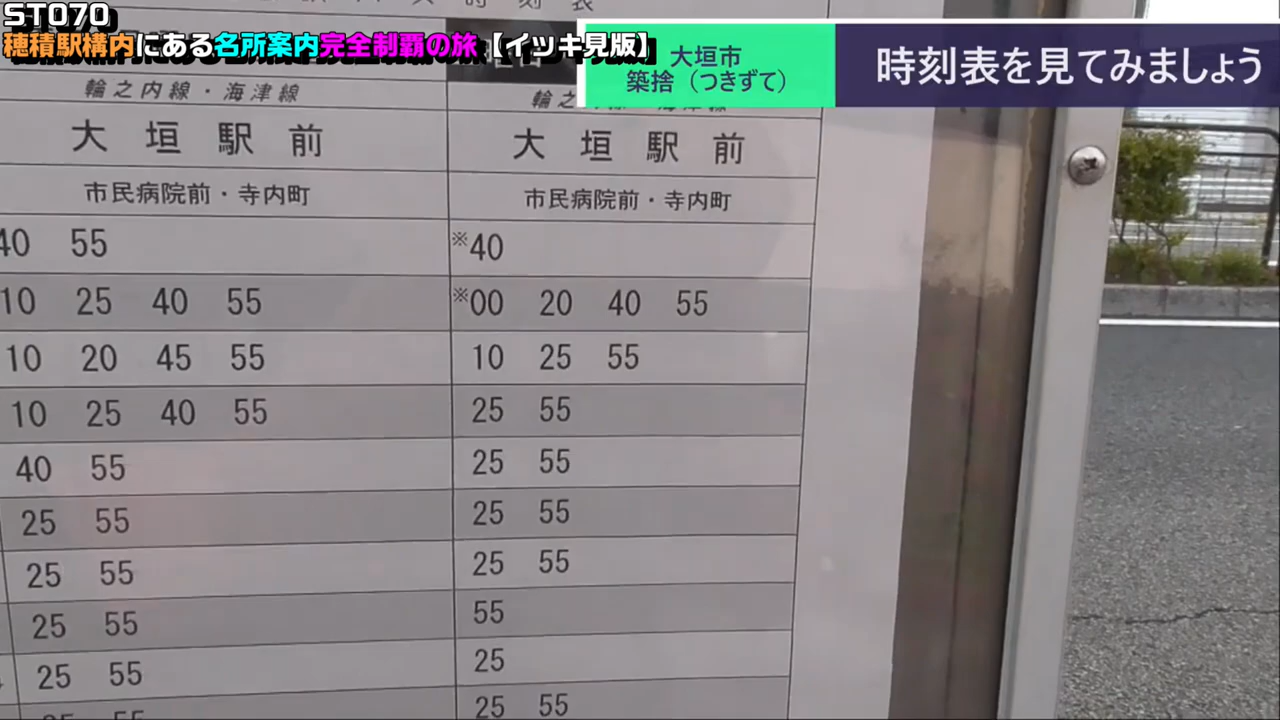 ST070
穂積駅構内にある名所案内完全制覇の旅【イツキ見版】
大垣市
築捨（つきずて）
時刻表を見てみましょう
輪之内線・海津線
大垣駅前 大垣駅前
市民病院前・寺内町 市民病院前・寺内町
40 55 ※40
10 25 40 55 ※00 20 40 55
10 20 45 55 10 25 55
10 25 40 55 25 55
40 55 25 55
25 55 25 55
25 55 25 55
25 55 55
25 55 25
25 55